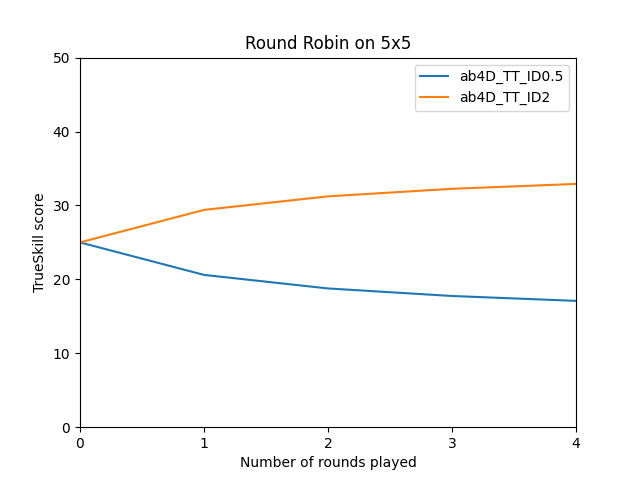 Round Robin on 5x5
ab4D_TT_ID0.5
ab4D_TT_ID2
TrueSkill score
50
40
30
20
10
0
0 1 2 3 4
Number of rounds played